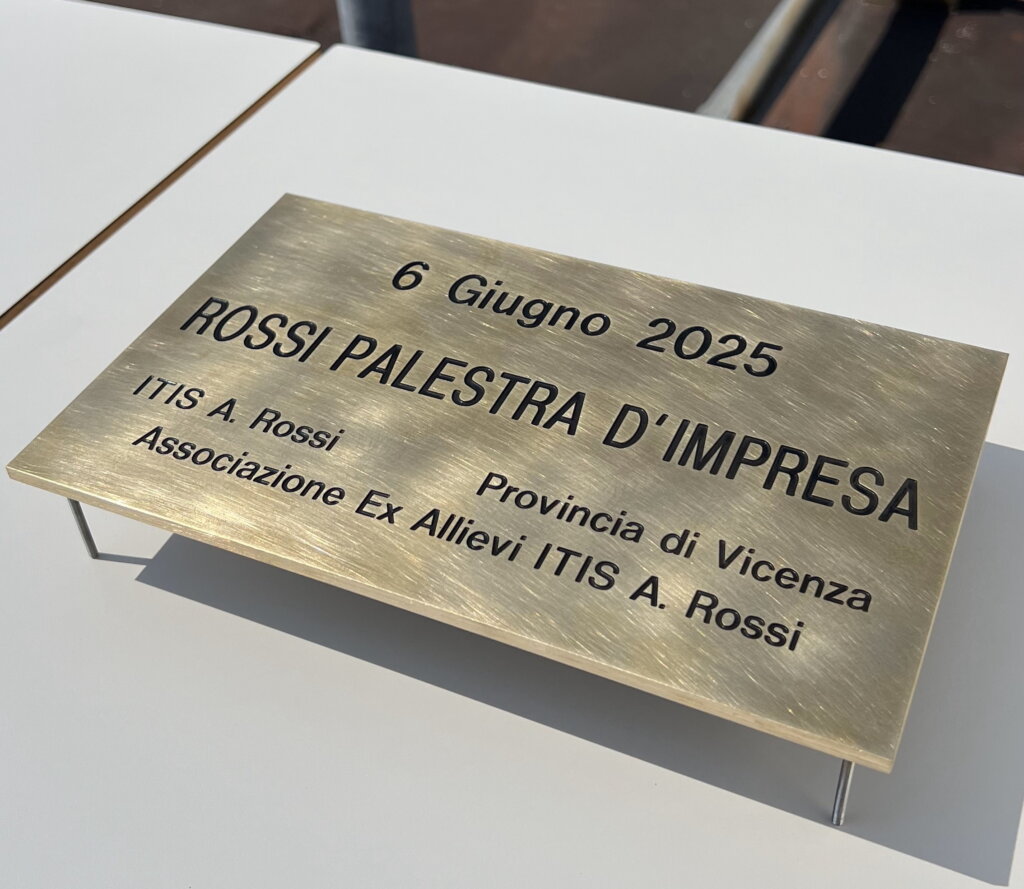 6 Giugno 2025
ROSSI PALESTRA D'IMPRESA
ITIS A. Rossi
Provincia di Vicenza
Associazione Ex Allievi ITIS A. Rossi